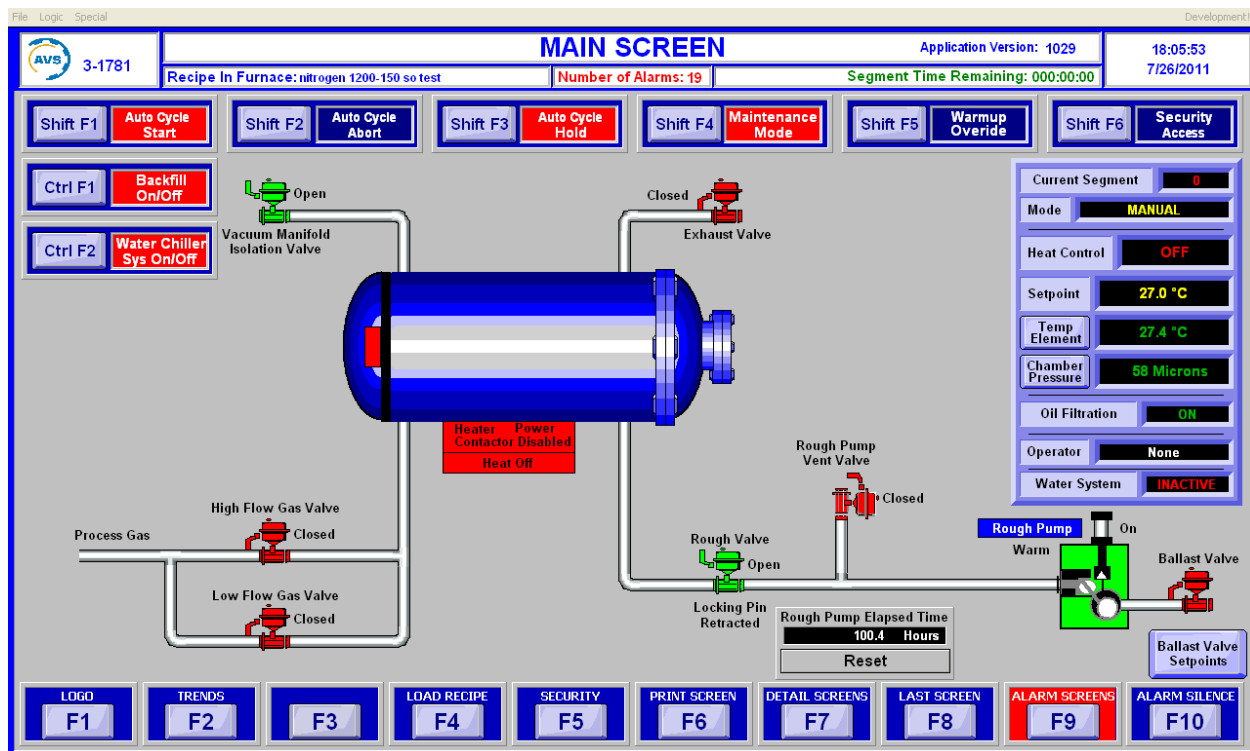 File Logic Special Development!
AVS 3-1781
MAIN SCREEN
Application Version: 1029
18:05:53
7/26/2011
Recipe In Furnace: nitrogen 1200-150 so test
Number of Alarms: 19
Segment Time Remaining: 000:00:00
Shift F1
Auto Cycle
Start
Shift F2
Auto Cycle
Abort
Shift F3
Auto Cycle
Hold
Shift F4
Maintenance
Mode
Shift F5
Warmup
Overide
Shift F6
Security
Access
Ctrl F1
Backfill
On/Off
Ctrl F2
Water Chiller
Sys On/Off
Open
Vacuum Manifold
Isolation Valve
Closed
Exhaust Valve
Current Segment 0
Mode MANUAL
Heat Control OFF
Setpoint 27.0 °C
Temp
Element
27.4 °C
Chamber
Pressure
58 Microns
Oil Filtration ON
Operator None
Water System INACTIVE
Heater Power
Contactor Disabled
Heat Off
Rough Pump
Vent Valve
Closed
High Flow Gas Valve
Closed
Process Gas
Low Flow Gas Valve
Closed
Rough Valve
Open
Locking Pin
Retracted
Rough Pump
On
Warm
Ballast Valve
Rough Pump Elapsed Time
100.4 Hours
Reset
Ballast Valve
Setpoints
LOGO
F1
TRENDS
F2
F3
LOAD RECIPE
F4
SECURITY
F5
PRINT SCREEN
F6
DETAIL SCREENS
F7
LAST SCREEN
F8
ALARM SCREENS
F9
ALARM SILENCE
F10